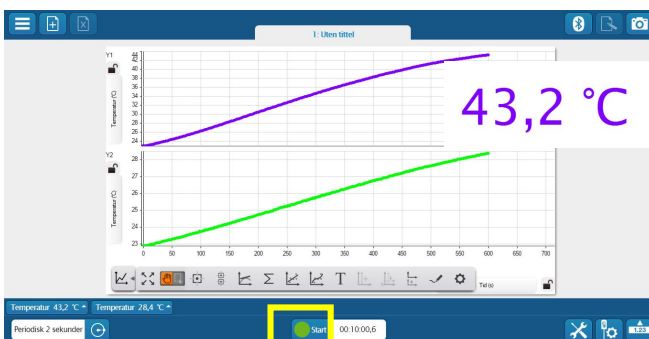 1: Uten tittel
Y1
44
42
40
38
36
34
32
30
28
26
24
Temperatur (°C)
43,2 °C
Y2
28
26
25
24
23
Temperatur (°C)
0 50 100 150 200 250 300 350 400 450 500 550 600 650 700
Σ T
Tid (s)
Temperatur 43,2 °C Temperatur 28,4 °C
Periodisk 2 sekunder
Start
00:10:00,6
1.23